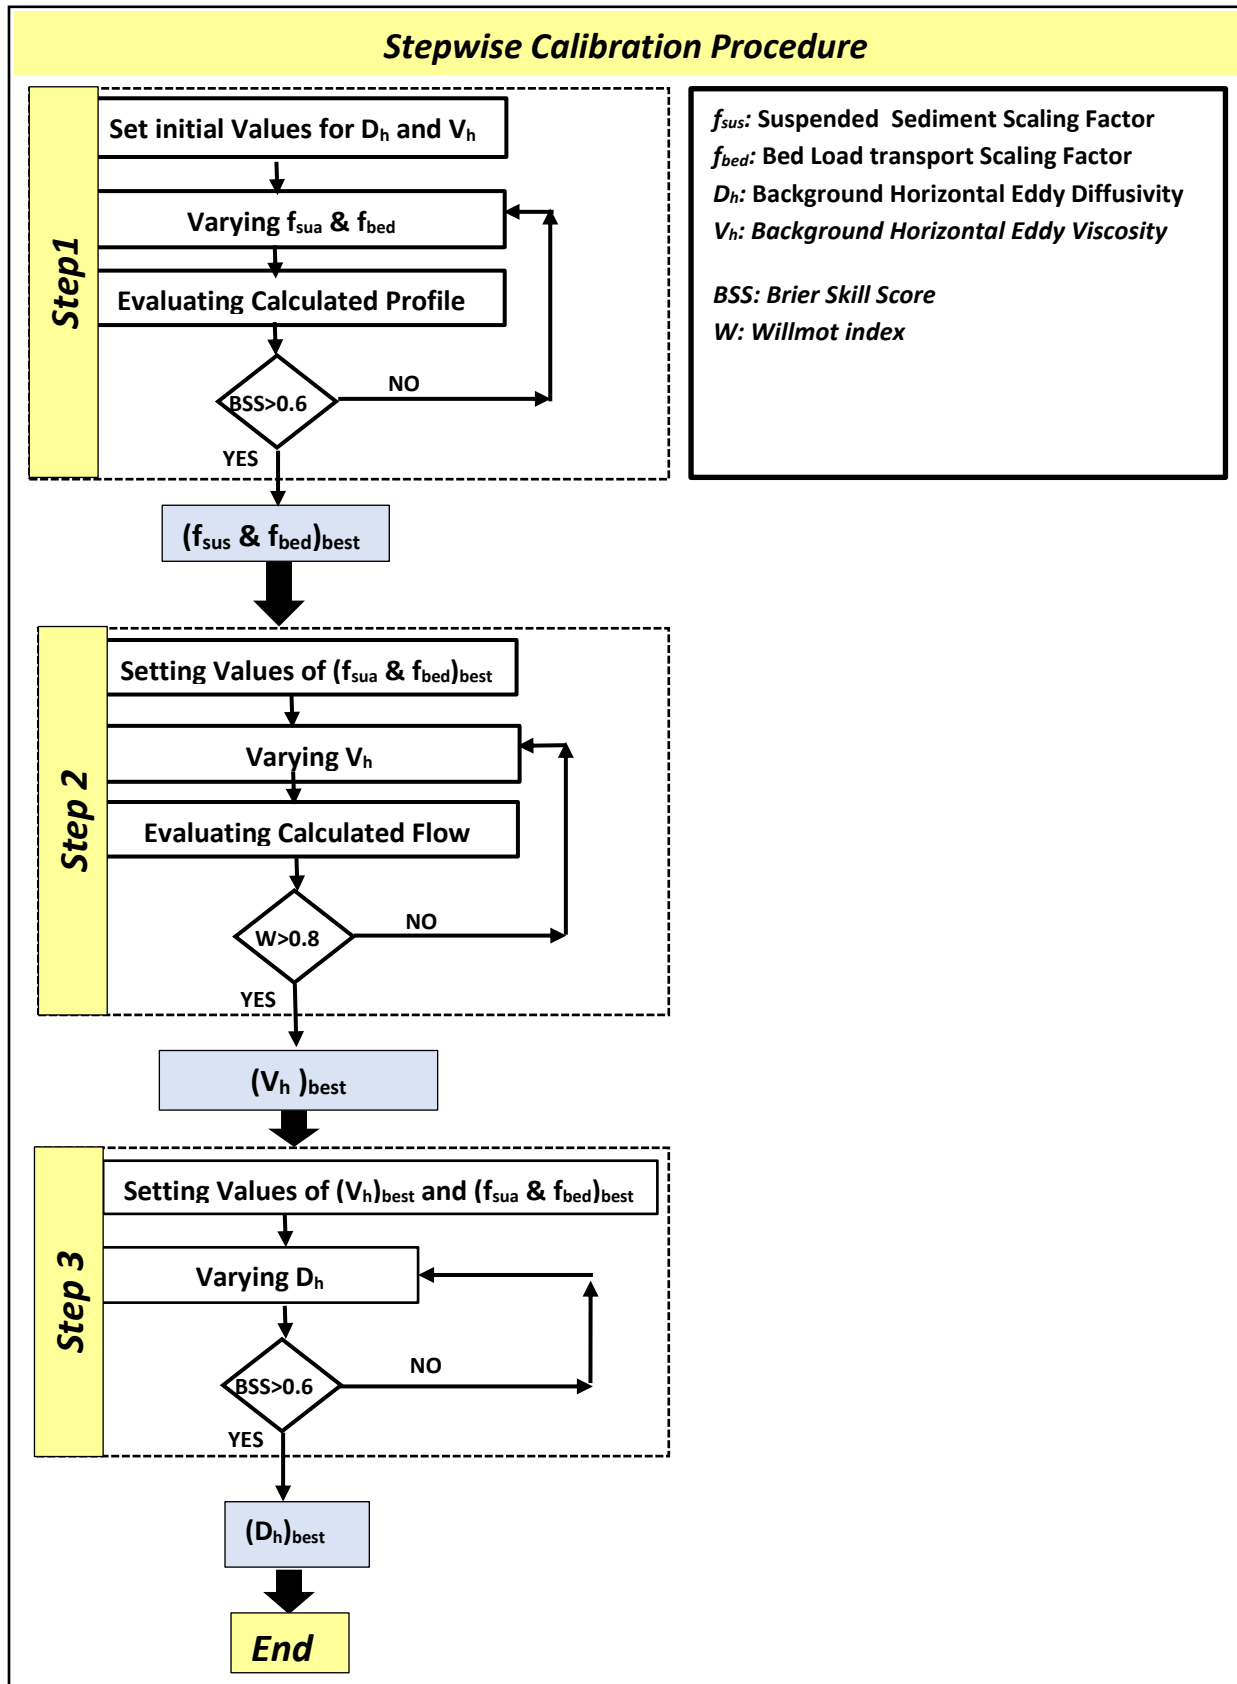 Stepwise Calibration Procedure
Step1
Set initial Values for Dh and Vh
Varying fsua & fbed
Evaluating Calculated Profile
BSS>0.6
NO
YES
fsus: Suspended Sediment Scaling Factor
fbed: Bed Load transport Scaling Factor
Dh: Background Horizontal Eddy Diffusivity
Vh: Background Horizontal Eddy Viscosity
BSS: Brier Skill Score
W: Willmot index
(fsus & fbed)best
Step 2
Setting Values of (fsua & fbed)best
Varying Vh
Evaluating Calculated Flow
W>0.8
NO
YES
(Vh )best
Step 3
Setting Values of (Vh)best and (fsua & fbed)best
Varying Dh
BSS>0.6
NO
YES
(Dh)best
End